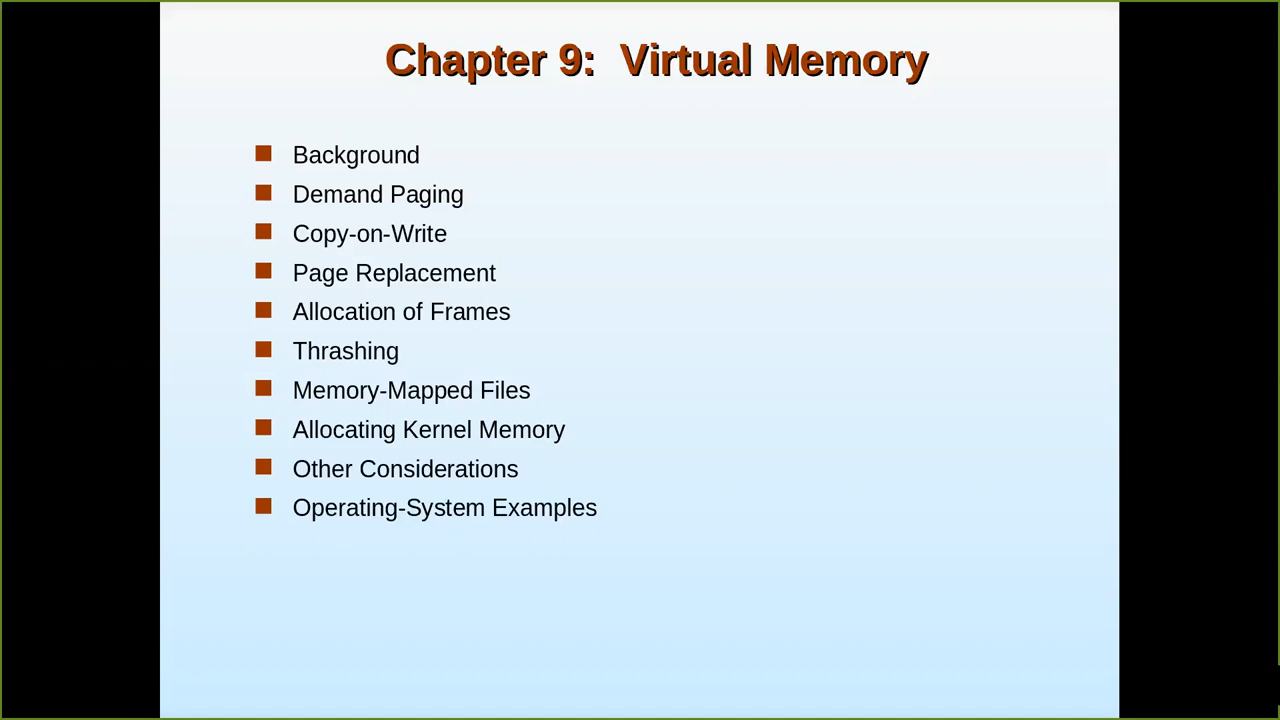 Chapter 9: Virtual Memory
Background
Demand Paging
Copy-on-Write
Page Replacement
Allocation of Frames
Thrashing
Memory-Mapped Files
Allocating Kernel Memory
Other Considerations
Operating-System Examples